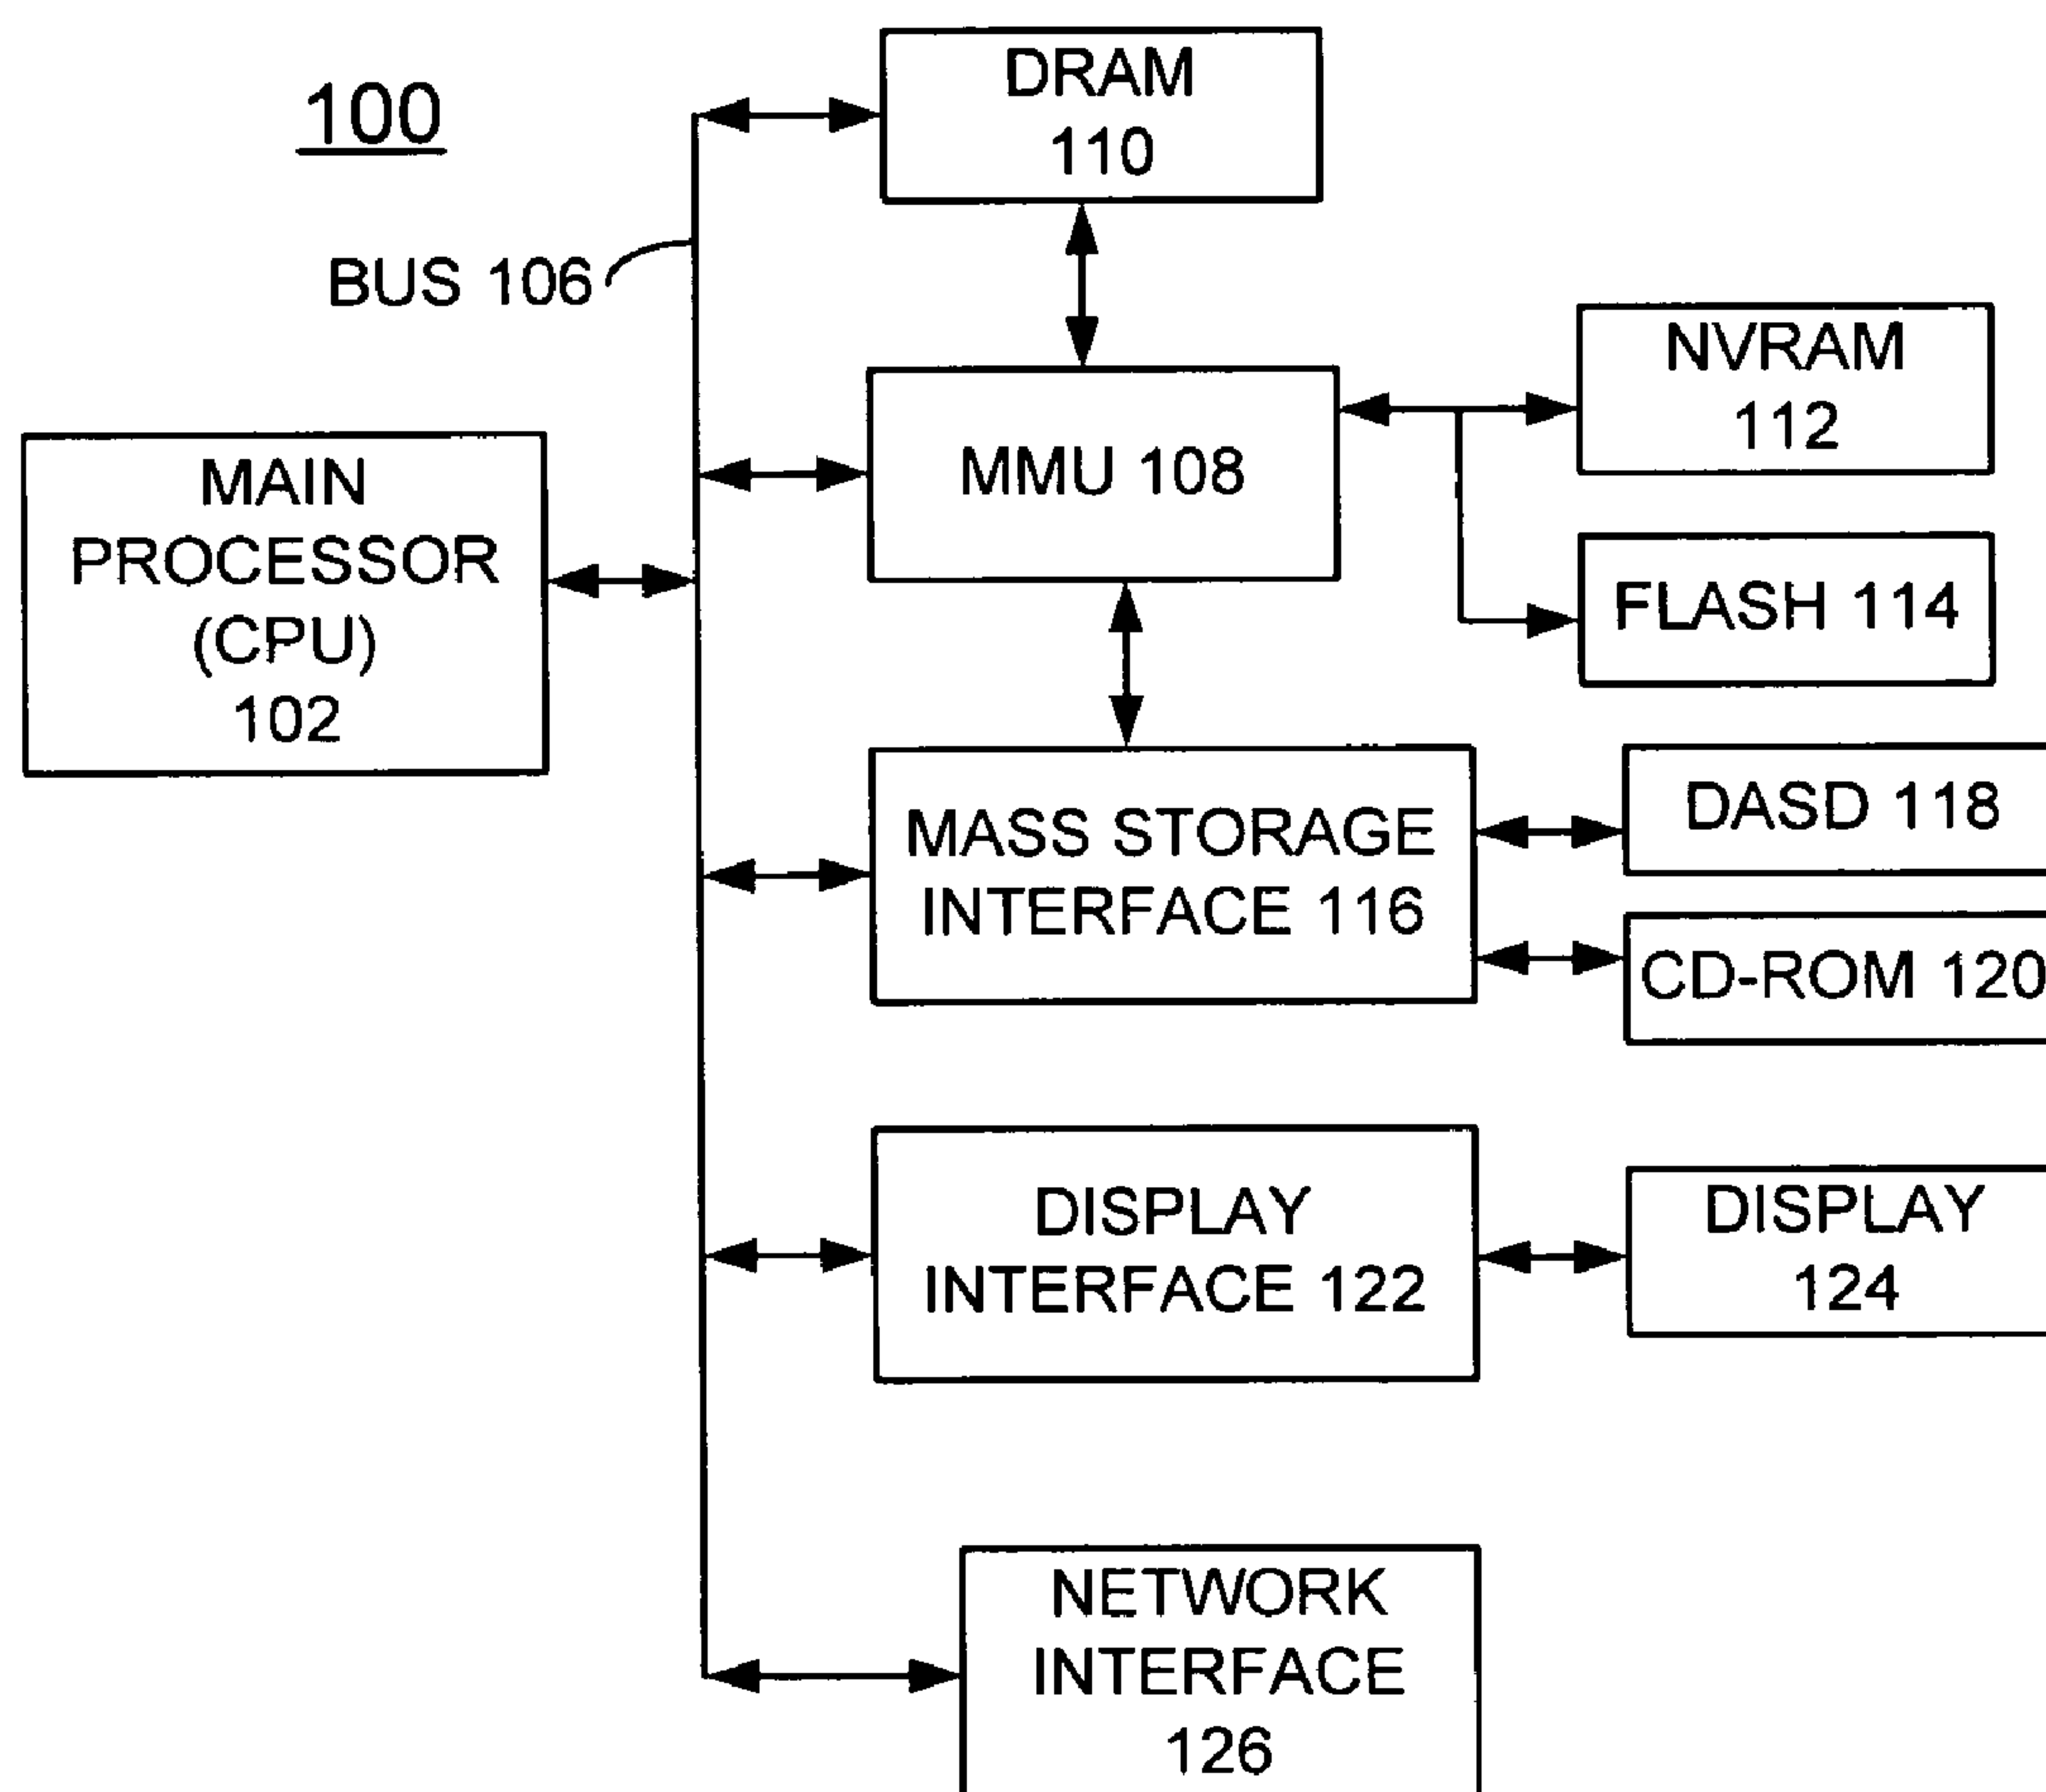 100
DRAM
110
BUS 106
NVRAM
112
MMU 108
MAIN
PROCESSOR
(CPU)
102
FLASH 114
MASS STORAGE
INTERFACE 116
DASD 118
CD-ROM 120
DISPLAY
INTERFACE 122
DISPLAY
124
NETWORK
INTERFACE
126